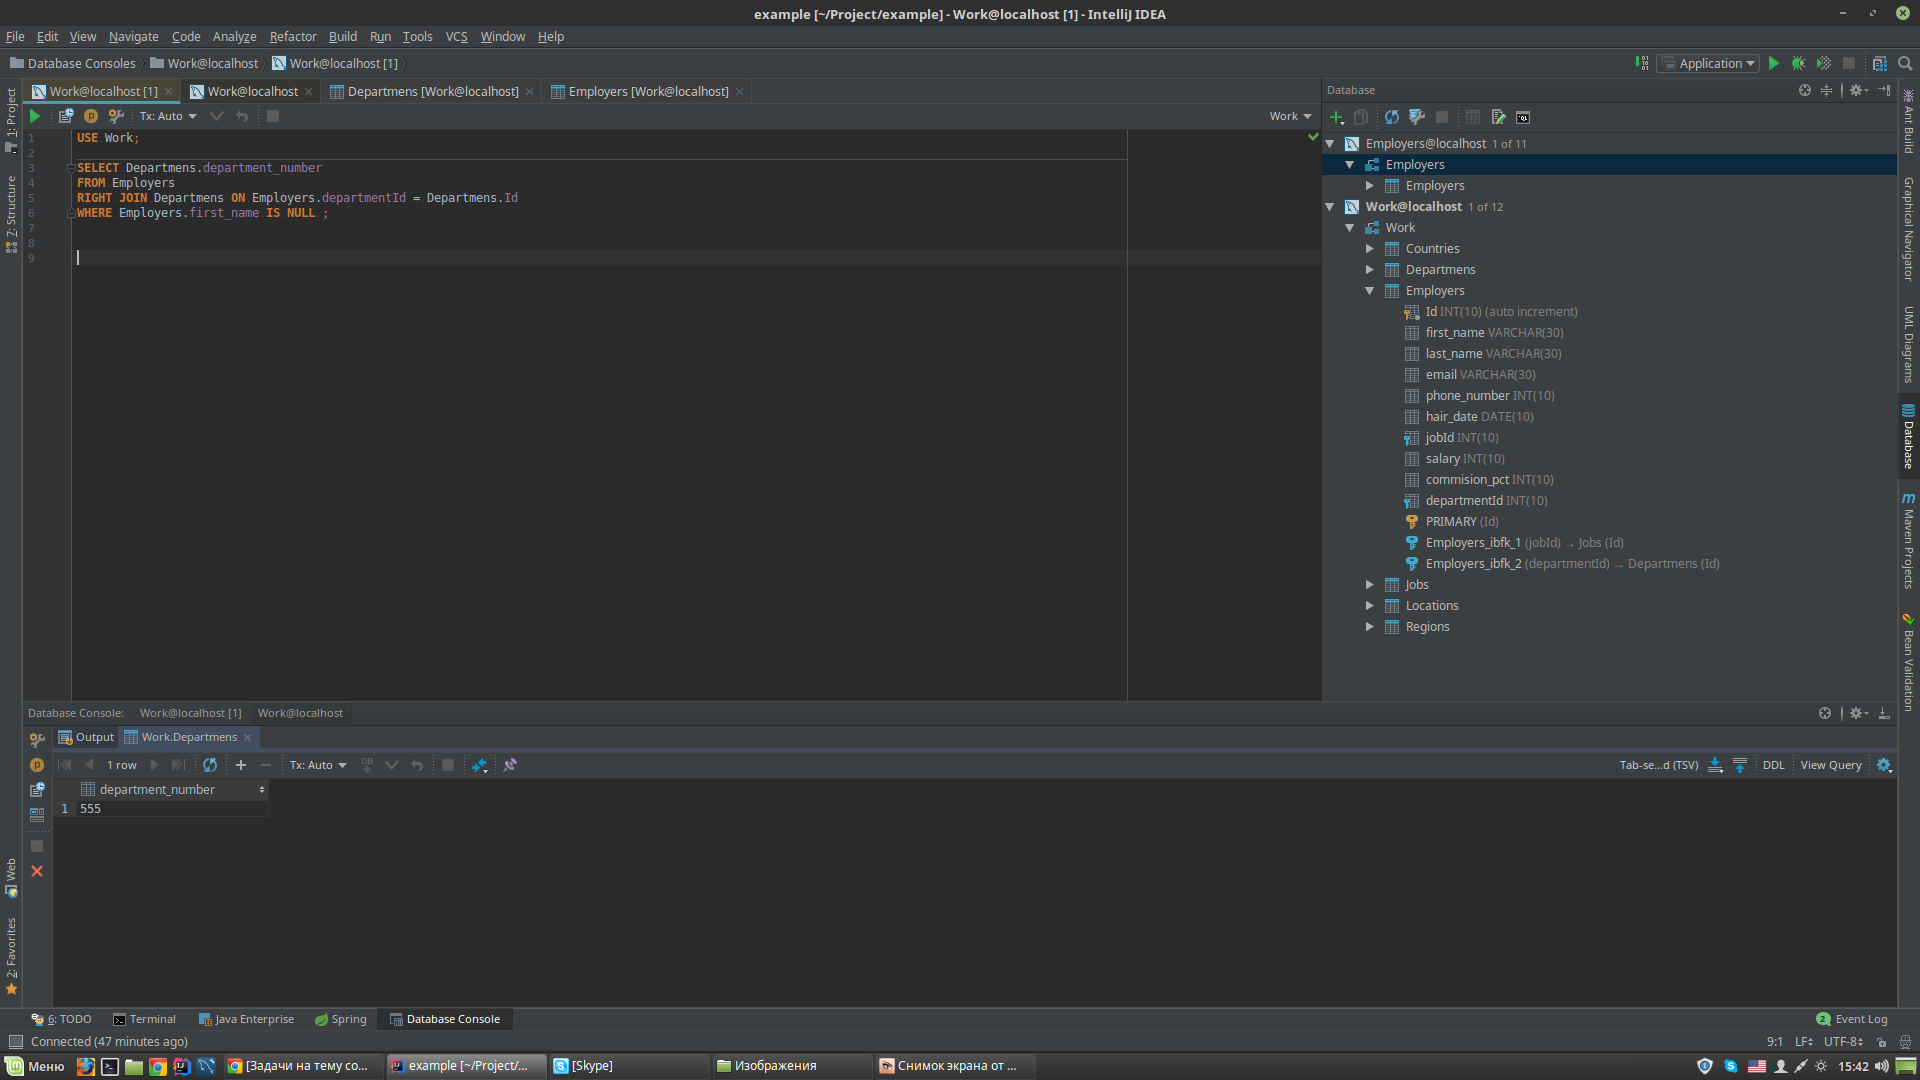 example [~/Project/example] - Work@localhost [1] - IntelliJ IDEA
File Edit View Navigate Code Analyze Refactor Build Run Tools VCS Window Help
Database Consoles Work@localhost Work@localhost [1]
Application
Work@localhost [1] Work@localhost Departmens [Work@localhost] Employers [Work@localhost]
Tx: Auto
Work
1 USE Work;
2
3 SELECT Departmens.department_number
4 FROM Employers
5 RIGHT JOIN Departmens ON Employers.departmentId = Departmens.Id
6 WHERE Employers.first_name IS NULL ;
7
8
9
Database
Employers@localhost 1 of 11
Employers
Employers
Work@localhost 1 of 12
Work
Countries
Departmens
Employers
Id INT(10) (auto increment)
first_name VARCHAR(30)
last_name VARCHAR(30)
email VARCHAR(30)
phone_number INT(10)
hair_date DATE(10)
jobId INT(10)
salary INT(10)
commision_pct INT(10)
departmentId INT(10)
PRIMARY (Id)
Employers_ibfk_1 (jobId) → Jobs (Id)
Employers_ibfk_2 (departmentId) → Departmens (Id)
Jobs
Locations
Regions
1: Project
7: Structure
Web
2: Favorites
Ant Build
Graphical Navigator
UML Diagrams
Database
Maven Projects
Bean Validation
Database Console: Work@localhost [1] Work@localhost
Output Work.Departmens
1 row Tx: Auto DB
Tab-se...d (TSV) DDL View Query
department_number
1 555
6: TODO Terminal Java Enterprise Spring Database Console
2 Event Log
Connected (47 minutes ago)
9:1 LF UTF-8
Меню [Задачи на тему со... example [~/Project/... [Skype] Изображения Снимок экрана от ...
15:42